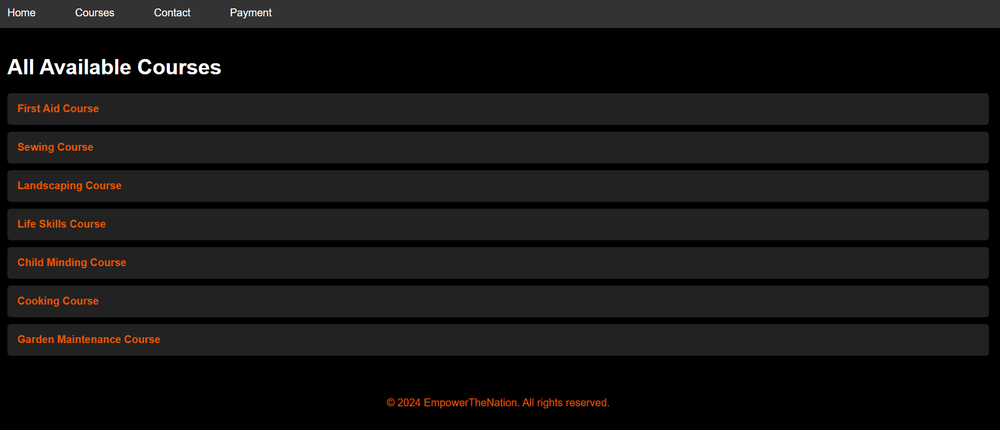 Home Courses Contact Payment
All Available Courses
First Aid Course
Sewing Course
Landscaping Course
Life Skills Course
Child Minding Course
Cooking Course
Garden Maintenance Course
© 2024 EmpowerTheNation. All rights reserved.